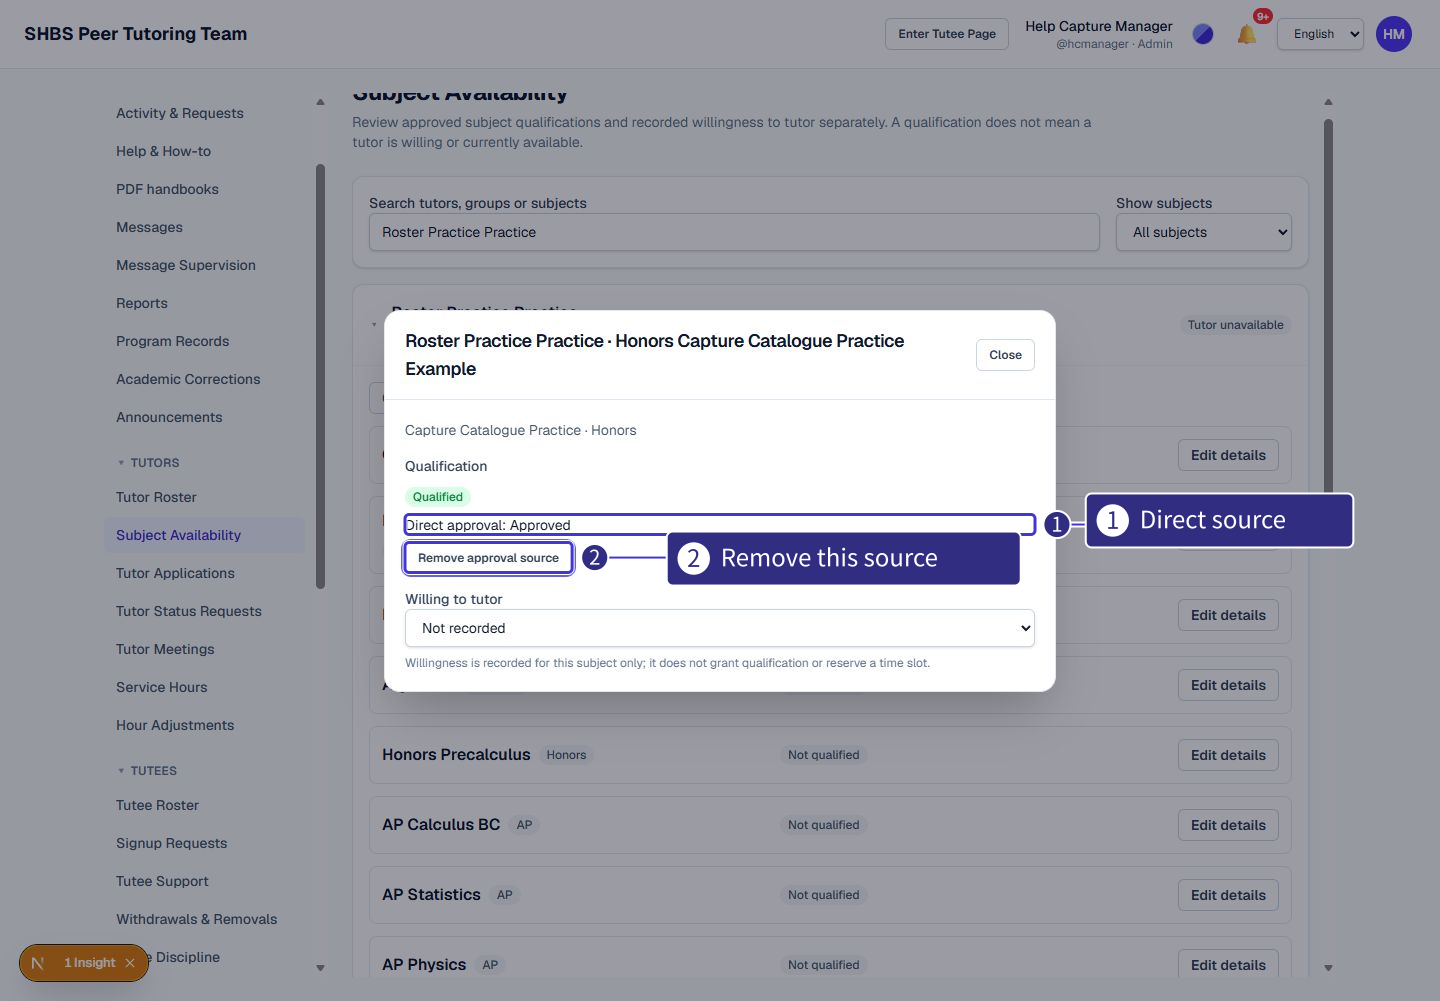 SHBS Peer Tutoring Team
Enter Tutee Page
Help Capture Manager
@hcmanager · Admin
9+
English
HM
Activity & Requests
Help & How-to
PDF handbooks
Messages
Message Supervision
Reports
Program Records
Academic Corrections
Announcements
TUTORS
Tutor Roster
Subject Availability
Tutor Applications
Tutor Status Requests
Tutor Meetings
Service Hours
Hour Adjustments
TUTEES
Tutee Roster
Signup Requests
Tutee Support
Withdrawals & Removals
Discipline
N
1 Insight ×
Subject Availability
Review approved subject qualifications and recorded willingness to tutor separately. A qualification does not mean a
tutor is willing or currently available.
Search tutors, groups or subjects
Show subjects
Roster Practice Practice
All subjects
Roster Practice Practice
Tutor unavailable
Roster Practice Practice · Honors Capture Catalogue Practice
Example
Close
Capture Catalogue Practice · Honors
Qualification
Qualified
Direct approval: Approved
1
1 Direct source
Remove approval source
2
2 Remove this source
Willing to tutor
Not recorded
Willingness is recorded for this subject only; it does not grant qualification or reserve a time slot.
Edit details
Edit details
Edit details
Honors Precalculus Honors Not qualified Edit details
AP Calculus BC AP Not qualified Edit details
AP Statistics AP Not qualified Edit details
AP Physics AP Not qualified Edit details